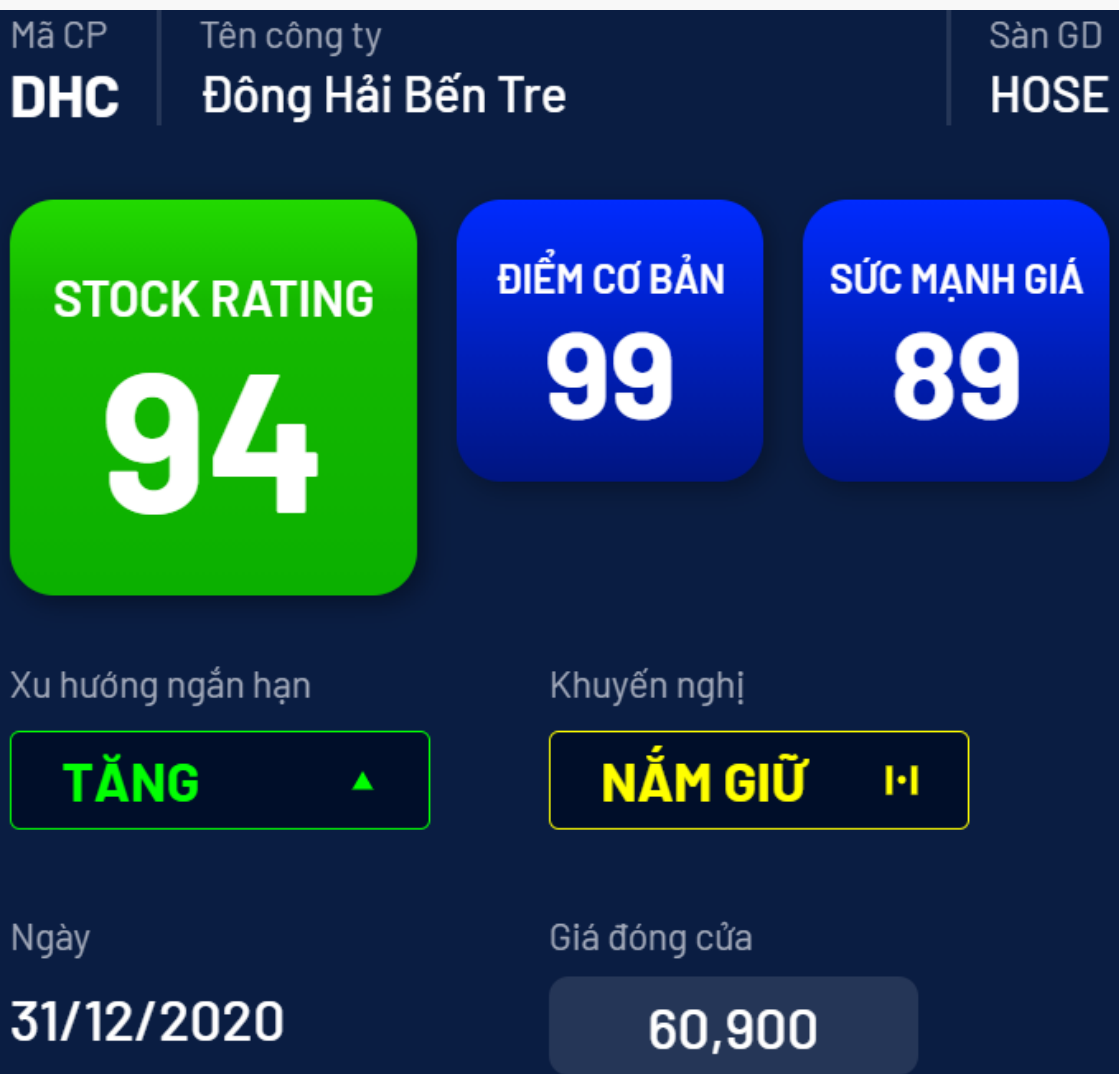 Mã CP
Tên công ty
Sàn GD
DHC
Đông Hải Bến Tre
HOSE
STOCK RATING
94
ĐIỂM CƠ BẢN
99
SỨC MẠNH GIÁ
89
Xu hướng ngắn hạn
Khuyến nghị
TĂNG
NẮM GIỮ
Ngày
Giá đóng cửa
31/12/2020
60,900